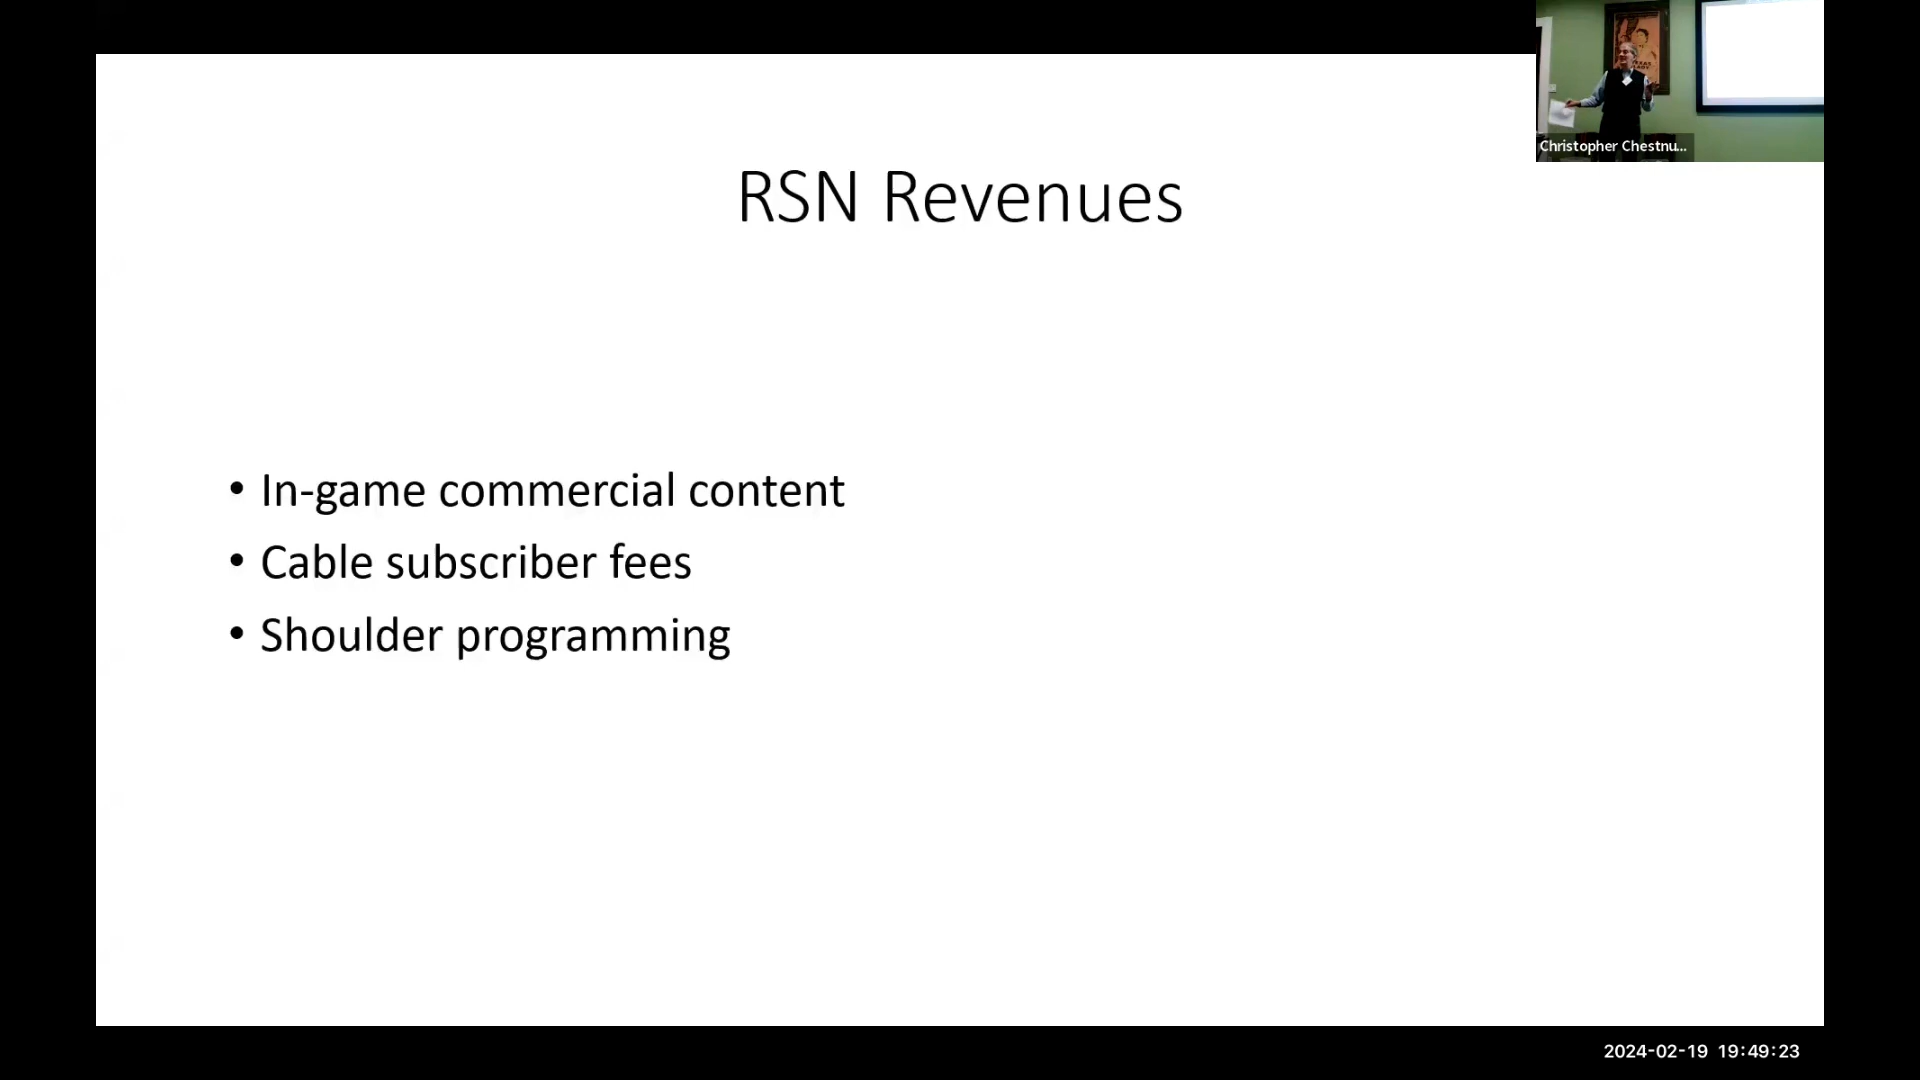 Christopher Chestnu...
RSN Revenues
• In-game commercial content
• Cable subscriber fees
• Shoulder programming
2024-02-19 19:49:23